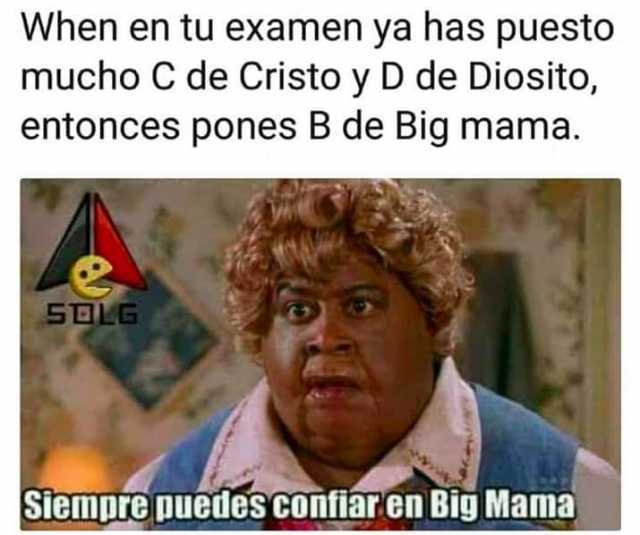 When en tu examen ya has puesto
mucho C de Cristo y D de Diosito,
entonces pones B de Big mama.
SOLG
Siempre puedes confiar en Big Mama